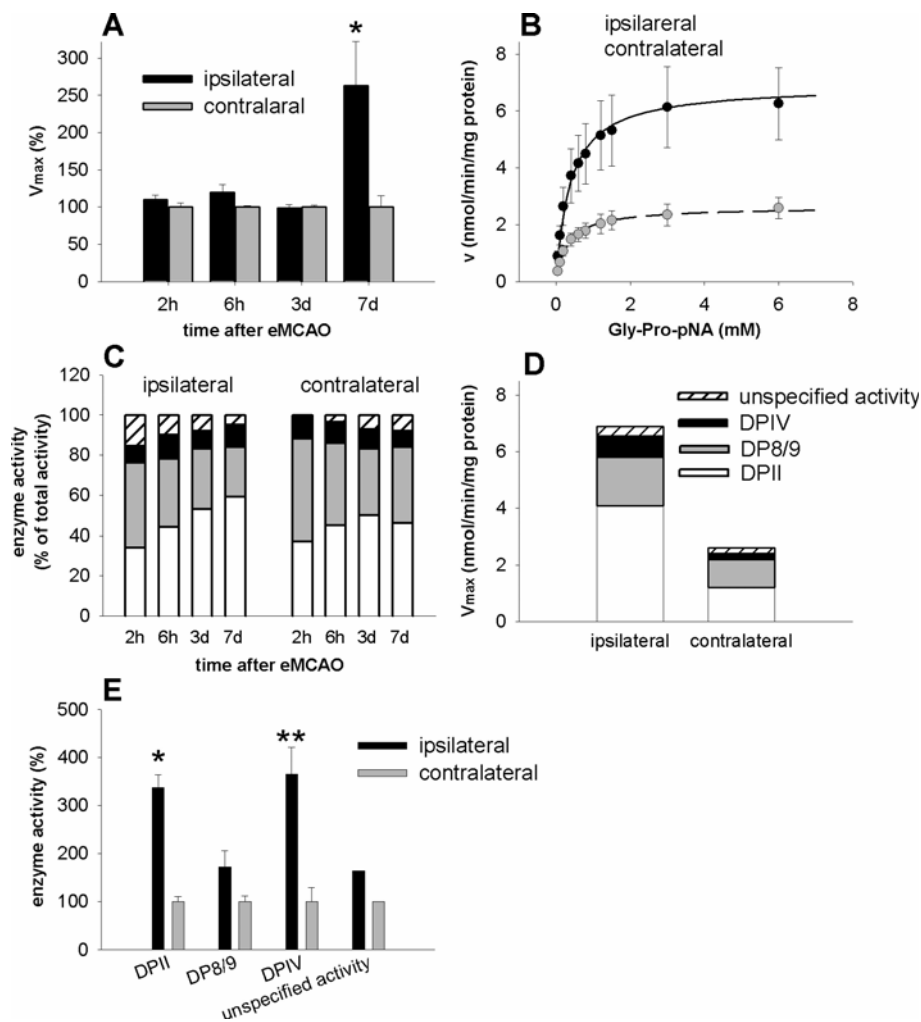 A
*
300
250
200
150
100
50
0
Vmax (%)
ipsilateral
contralaral
2h 6h 3d 7d
time after eMCAO
B
ipsilareral
contralateral
8
6
4
2
0
v (nmol/min/mg protein)
0 2 4 6 8
Gly-Pro-pNA (mM)
C
120
100
80
60
40
20
0
enzyme activity
(% of total activity)
ipsilateral contralateral
2h 6h 3d 7d 2h 6h 3d 7d
time after eMCAO
D
8
6
4
2
0
Vmax (nmol/min/mg protein)
unspecified activity
DPIV
DP8/9
DPII
ipsilateral contralateral
E
500
400
300
200
100
0
enzyme activity (%)
* **
ipsilateral
contralateral
DPII DP8/9 DPIV unspecified activity